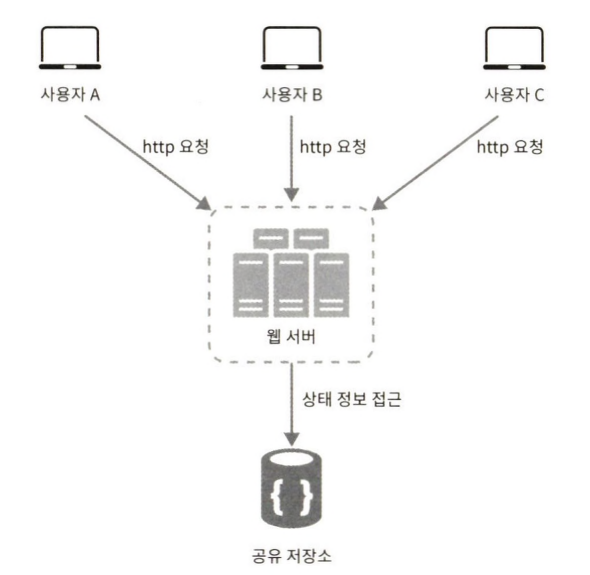 사용자 A
사용자 B
사용자 C
http 요청
http 요청
http 요청
웹 서버
상태 정보 접근
{ }
공유 저장소